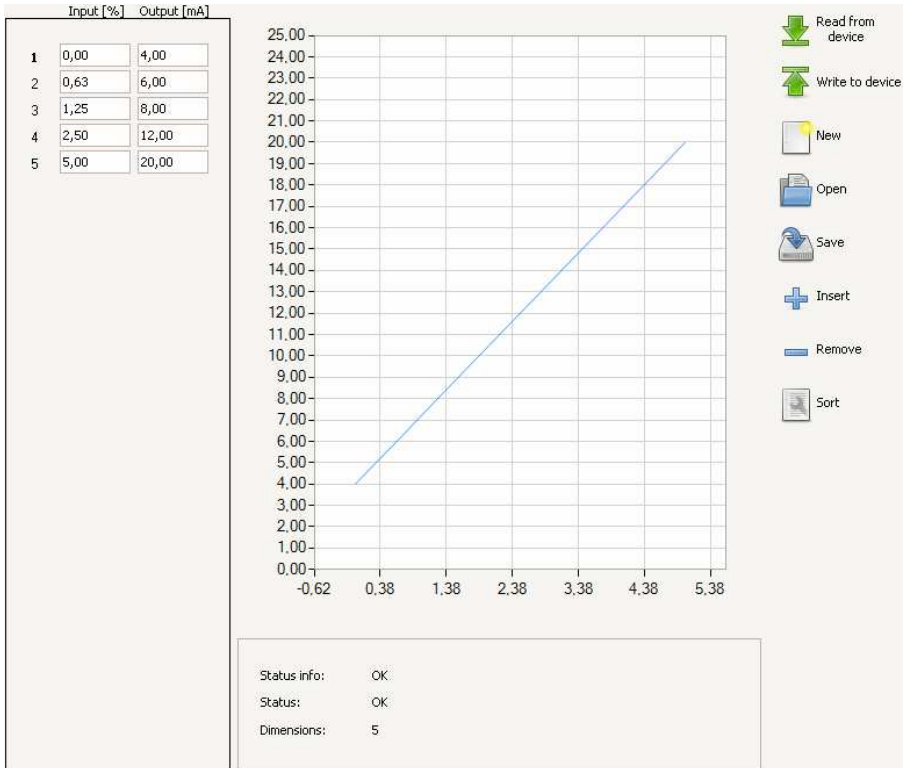 Input [%] Output [mA]
1 0,00 4,00
2 0,63 6,00
3 1,25 8,00
4 2,50 12,00
5 5,00 20,00
25,00
24,00
23,00
22,00
21,00
20,00
19,00
18,00
17,00
16,00
15,00
14,00
13,00
12,00
11,00
10,00
9,00
8,00
7,00
6,00
5,00
4,00
3,00
2,00
1,00
0,00
-0,62 0,38 1,38 2,38 3,38 4,38 5,38
Read from
device
Write to device
New
Open
Save
Insert
Remove
Sort
Status info: OK
Status: OK
Dimensions: 5